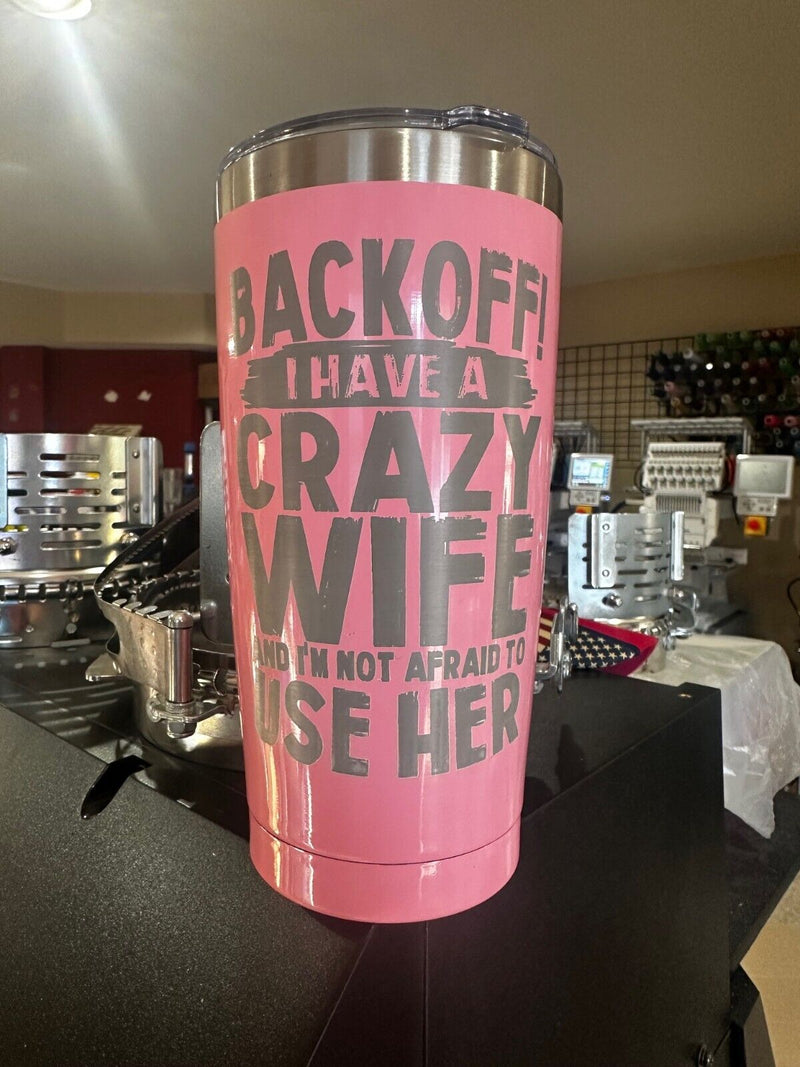 BACKOFF!
I HAVE A
CRAZY
WIFE
AND I'M NOT AFRAID TO
USE HER